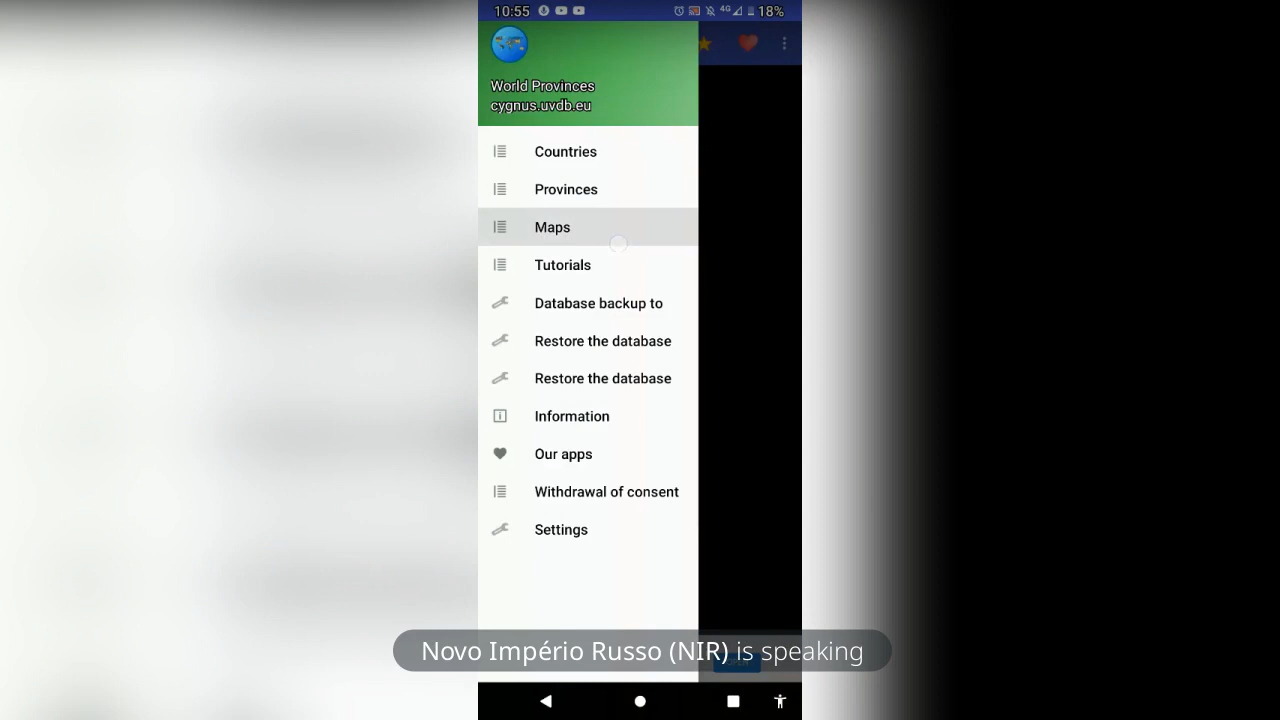 10:55
4G
18%
World Provinces
cygnus.uvdb.eu
Countries
Provinces
Maps
Tutorials
Database backup to
Restore the database
Restore the database
Information
Our apps
Withdrawal of consent
Settings
Novo Império Russo (NIR) is speaking